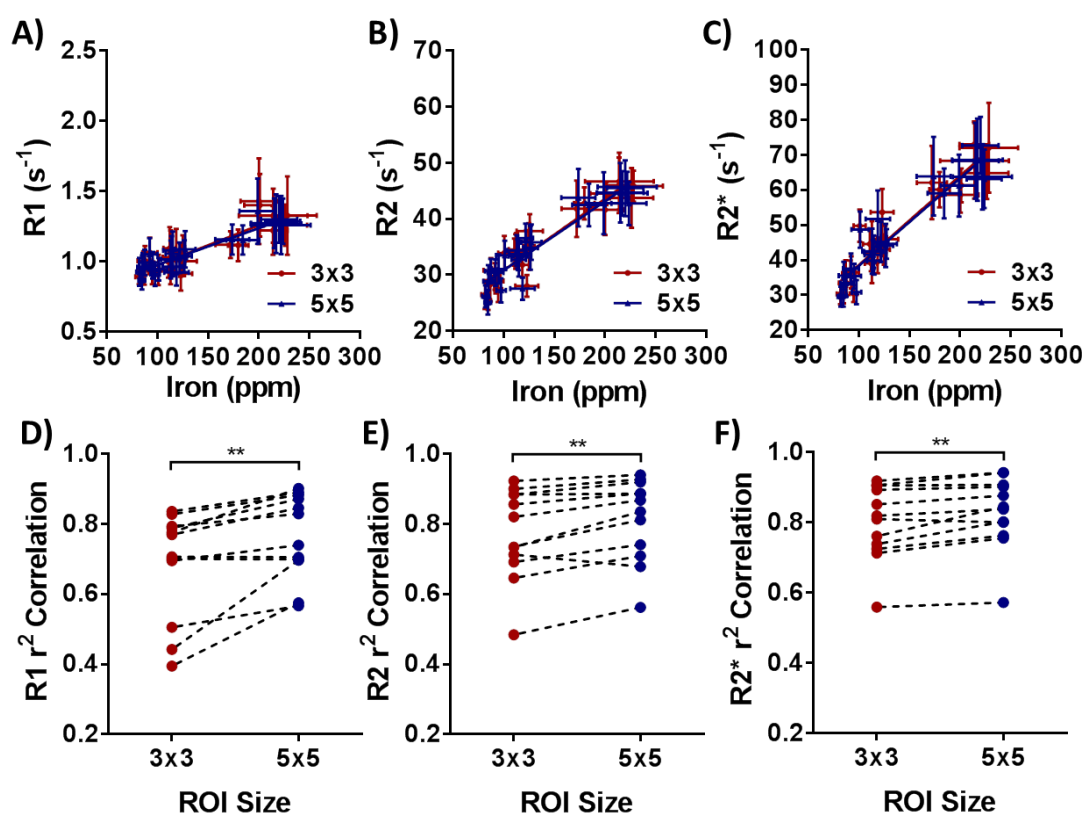 A)
R1 (s⁻¹)
2.5
2.0
1.5
1.0
0.5
50 100 150 200 250 300
Iron (ppm)
3x3
5x5
B)
R2 (s⁻¹)
70
60
50
40
30
20
50 100 150 200 250 300
Iron (ppm)
3x3
5x5
C)
R2* (s⁻¹)
100
90
80
70
60
50
40
30
20
50 100 150 200 250 300
Iron (ppm)
3x3
5x5
D)
R1 r² Correlation
1.0
0.8
0.6
0.4
0.2
**
3x3 5x5
ROI Size
E)
R2 r² Correlation
1.0
0.8
0.6
0.4
0.2
**
3x3 5x5
ROI Size
F)
R2* r² Correlation
1.0
0.8
0.6
0.4
0.2
**
3x3 5x5
ROI Size